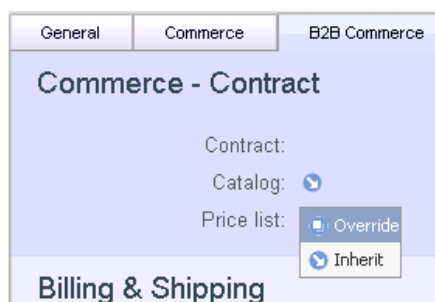 General Commerce B2B Commerce
Commerce - Contract
Contract:
Catalog:
Price list:
Override
Inherit
Billing & Shipping